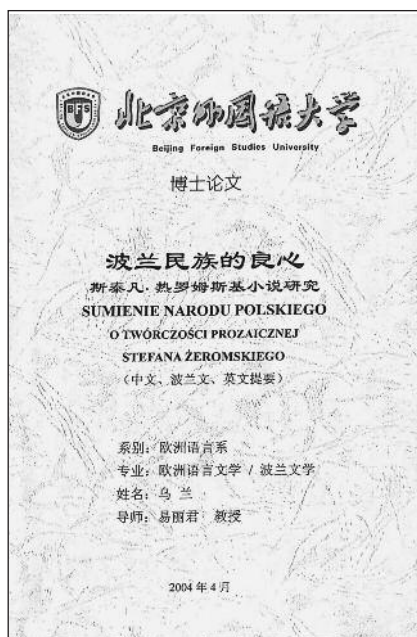 北京外国语大学
Beijing Foreign Studies University
博士论文
波兰民族的良心
斯泰凡·热罗姆斯基小说研究
SUMIENIE NARODU POLSKIEGO
O TWÓRCZOŚCI PROZAICZNEJ
STEFANA ŻEROMSKIEGO
（中文、波兰文、英文提要）
系别：欧洲语言系
专业：欧洲语言文学 / 波兰文学
姓名：乌 兰
导师：易丽君 教授
2004 年 4 月